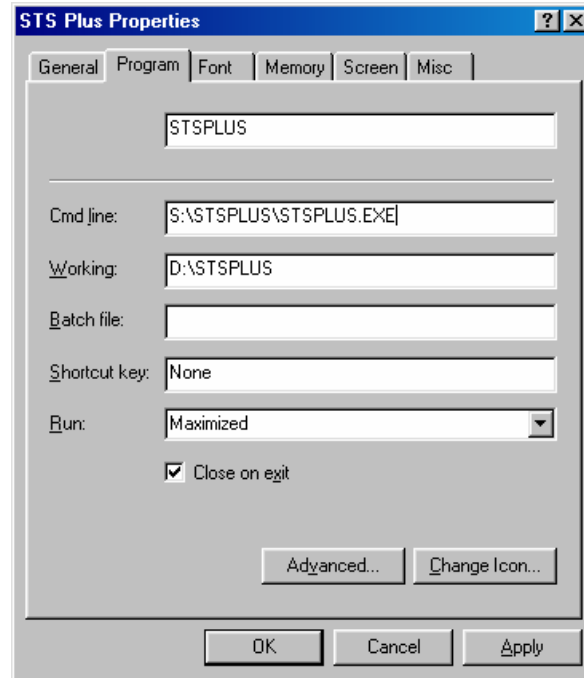 STS Plus Properties
General Program Font Memory Screen Misc
STSPLUS
Cmd line: S:\STSPLUS\STSPLUS.EXE
Working: D:\STSPLUS
Batch file:
Shortcut key: None
Run: Maximized
Close on exit
Advanced... Change Icon...
OK Cancel Apply